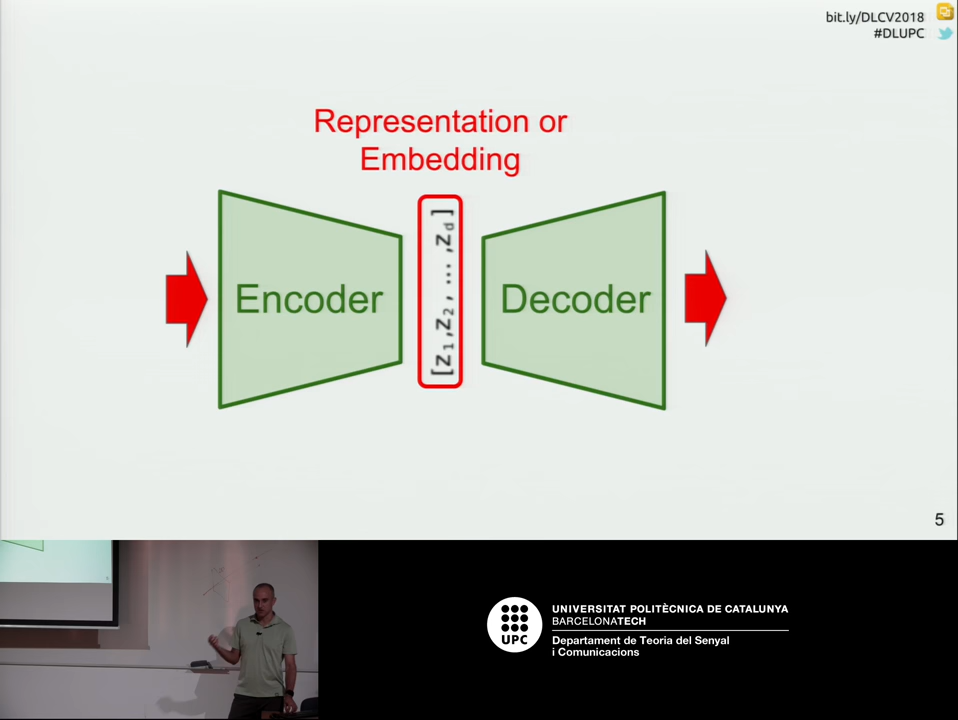 bit.ly/DLCV2018
#DLUPC
Representation or
Embedding
Encoder
[z1,z2, ... ,zd]
Decoder
5
UPC
UNIVERSITAT POLITÈCNICA DE CATALUNYA
BARCELONATECH
Departament de Teoria del Senyal
i Comunicacions